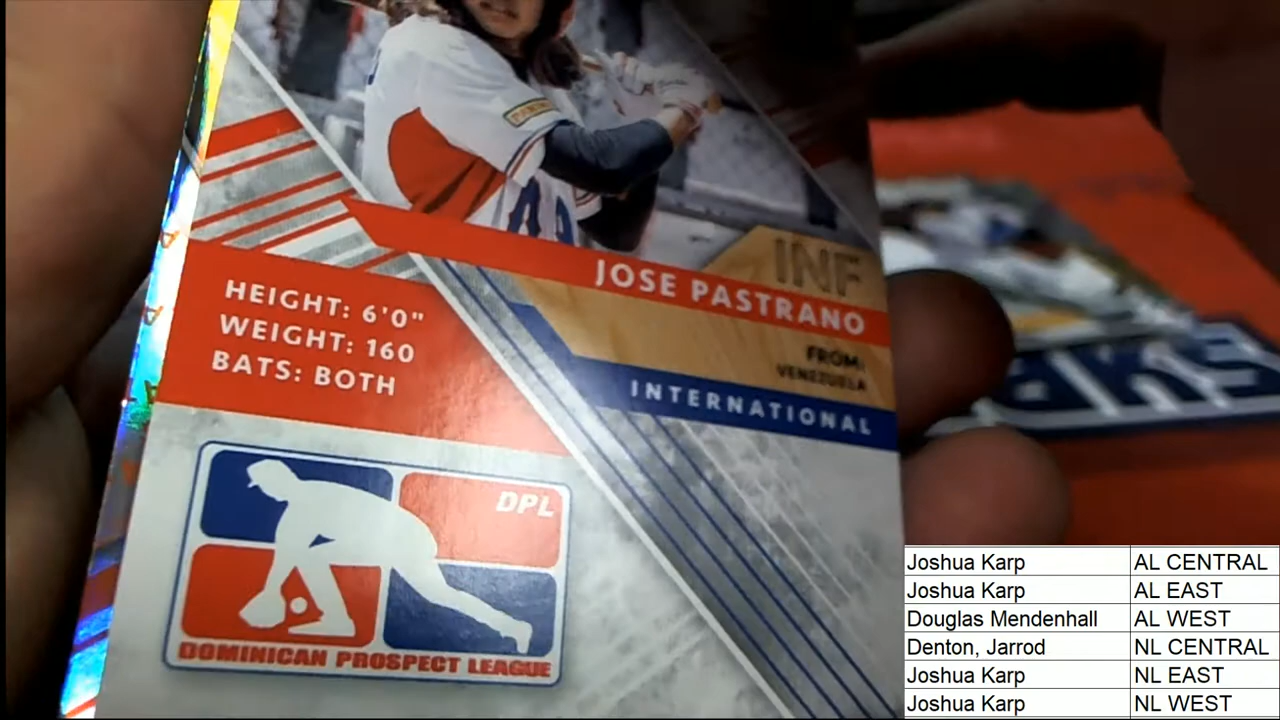 PANINI
INF
JOSE PASTRANO
FROM:
VENEZUELA
INTERNATIONAL
HEIGHT: 6'0"
WEIGHT: 160
BATS: BOTH
DPL
DOMINICAN PROSPECT LEAGUE
Joshua Karp AL CENTRAL
Joshua Karp AL EAST
Douglas Mendenhall AL WEST
Denton, Jarrod NL CENTRAL
Joshua Karp NL EAST
Joshua Karp NL WEST